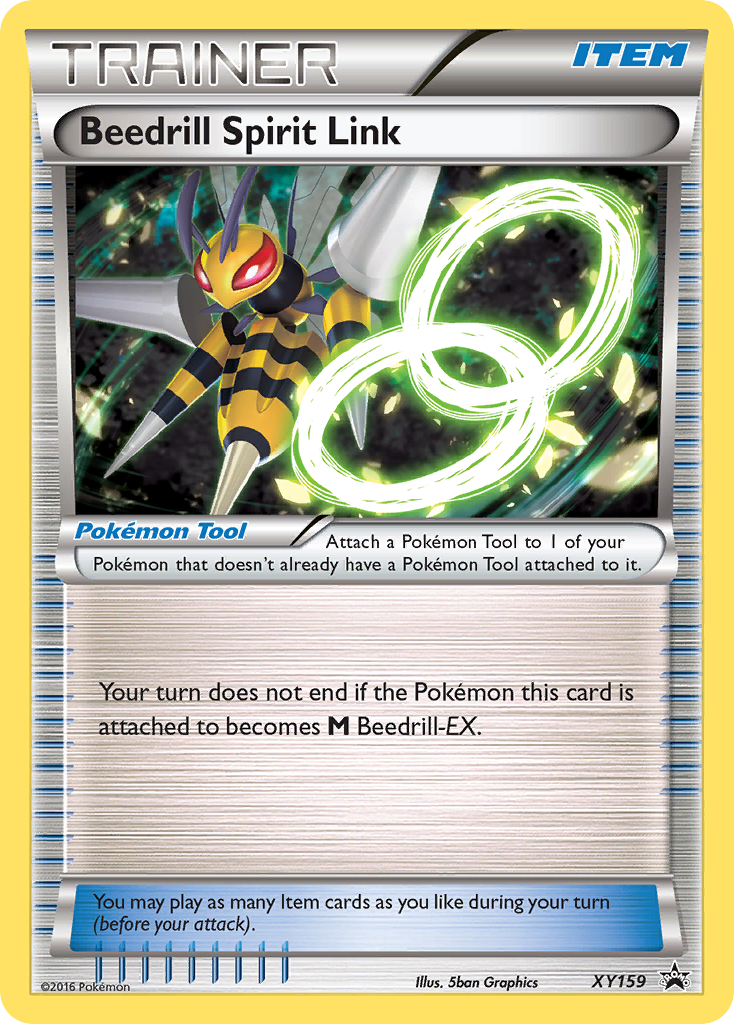 TRAINER
ITEM
Beedrill Spirit Link
Pokémon Tool
Attach a Pokémon Tool to 1 of your
Pokémon that doesn't already have a Pokémon Tool attached to it.
Your turn does not end if the Pokémon this card is
attached to becomes M Beedrill-EX.
You may play as many Item cards as you like during your turn
(before your attack).
©2016 Pokémon
Illus. 5ban Graphics
XY159
PROMO